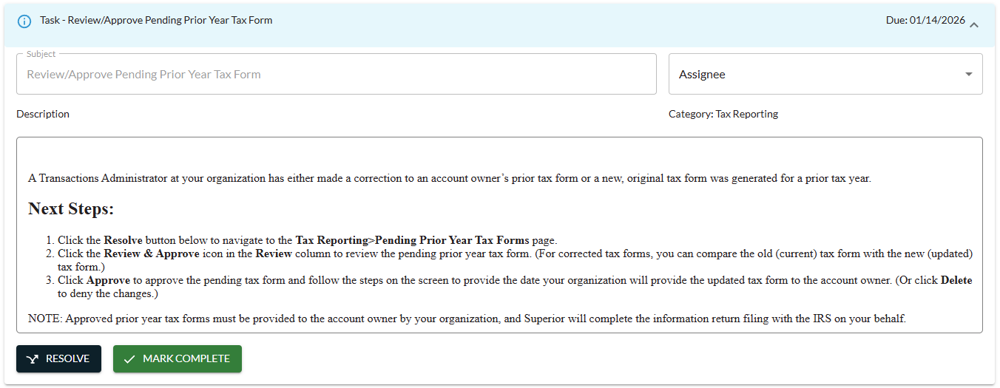 Task - Review/Approve Pending Prior Year Tax Form
Due: 01/14/2026
Subject
Review/Approve Pending Prior Year Tax Form
Assignee
Description
Category: Tax Reporting
A Transactions Administrator at your organization has either made a correction to an account owner’s prior tax form or a new, original tax form was generated for a prior tax year.
Next Steps:
1. Click the Resolve button below to navigate to the Tax Reporting>Pending Prior Year Tax Forms page.
2. Click the Review & Approve icon in the Review column to review the pending prior year tax form. (For corrected tax forms, you can compare the old (current) tax form with the new (updated)
tax form.)
3. Click Approve to approve the pending tax form and follow the steps on the screen to provide the date your organization will provide the updated tax form to the account owner. (Or click Delete
to deny the changes.)
NOTE: Approved prior year tax forms must be provided to the account owner by your organization, and Superior will complete the information return filing with the IRS on your behalf.
RESOLVE
MARK COMPLETE